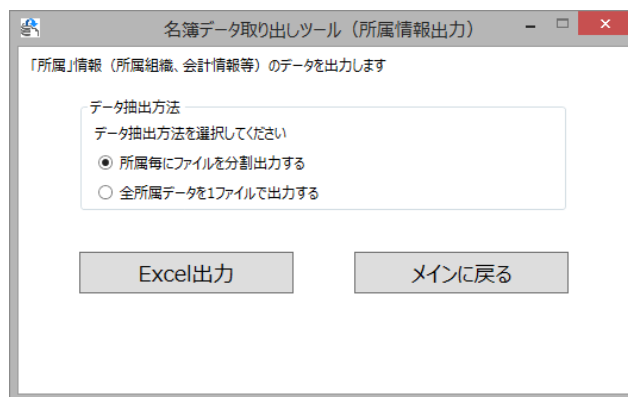 名簿データ取り出しツール（所属情報出力）
「所属」情報（所属組織、会計情報等）のデータを出力します
データ抽出方法
データ抽出方法を選択してください
所属毎にファイルを分割出力する
全所属データを1ファイルで出力する
Excel出力
メインに戻る